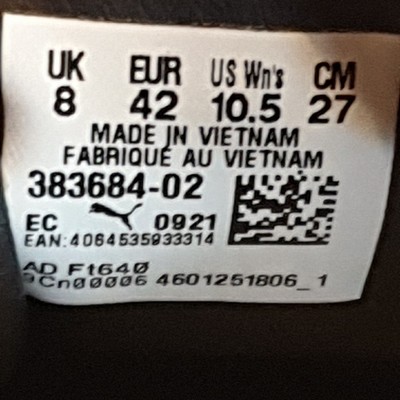 UK EUR US Wn's CM
8 42 10.5 27
MADE IN VIETNAM
FABRIQUÉ AU VIETNAM
383684-02
EC 0921
EAN:4064535933314
AD Ft640
Cn00006 4601251806_1